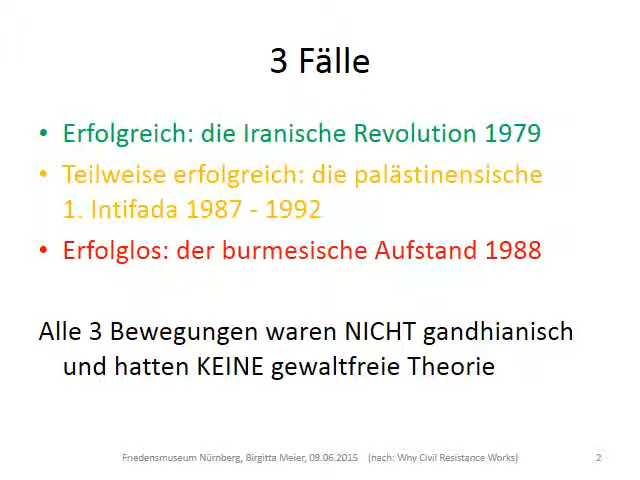 3 Fälle
• Erfolgreich: die Iranische Revolution 1979
• Teilweise erfolgreich: die palästinensische
1. Intifada 1987 - 1992
• Erfolglos: der burmesische Aufstand 1988
Alle 3 Bewegungen waren NICHT gandhianisch
und hatten KEINE gewaltfreie Theorie
Friedensmuseum Nürnberg, Birgitta Meier, 09.06.2015 (nach: Why Civil Resistance Works) 2